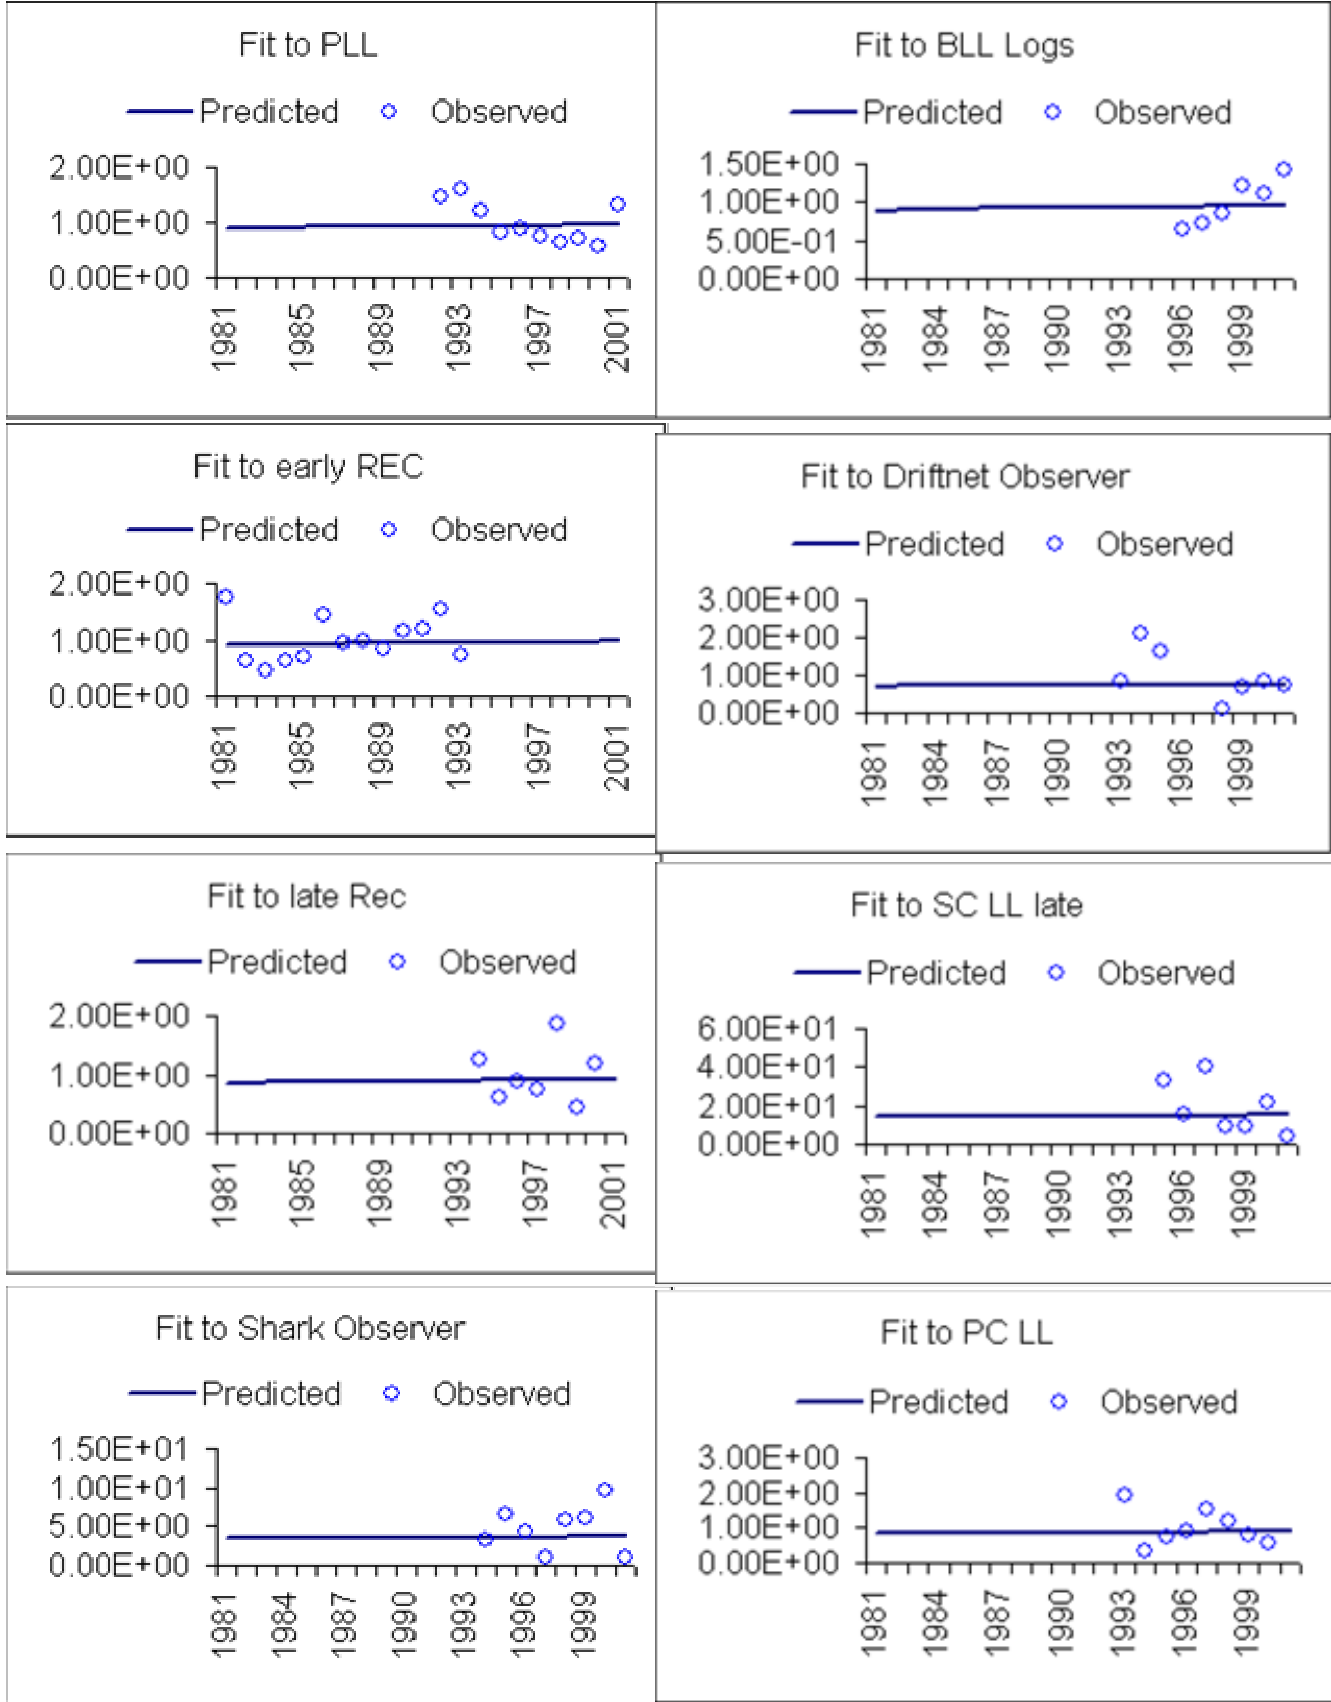 Fit to PLL
Predicted Observed
2.00E+00
1.00E+00
0.00E+00
1981 1985 1989 1993 1997 2001
Fit to BLL Logs
Predicted Observed
1.50E+00
1.00E+00
5.00E-01
0.00E+00
1981 1984 1987 1990 1993 1996 1999
Fit to early REC
Predicted Observed
2.00E+00
1.00E+00
0.00E+00
1981 1985 1989 1993 1997 2001
Fit to Driftnet Observer
Predicted Observed
3.00E+00
2.00E+00
1.00E+00
0.00E+00
1981 1984 1987 1990 1993 1996 1999
Fit to late Rec
Predicted Observed
2.00E+00
1.00E+00
0.00E+00
1981 1985 1989 1993 1997 2001
Fit to SC LL late
Predicted Observed
6.00E+01
4.00E+01
2.00E+01
0.00E+00
1981 1984 1987 1990 1993 1996 1999
Fit to Shark Observer
Predicted Observed
1.50E+01
1.00E+01
5.00E+00
0.00E+00
1981 1984 1987 1990 1993 1996 1999
Fit to PC LL
Predicted Observed
3.00E+00
2.00E+00
1.00E+00
0.00E+00
1981 1984 1987 1990 1993 1996 1999